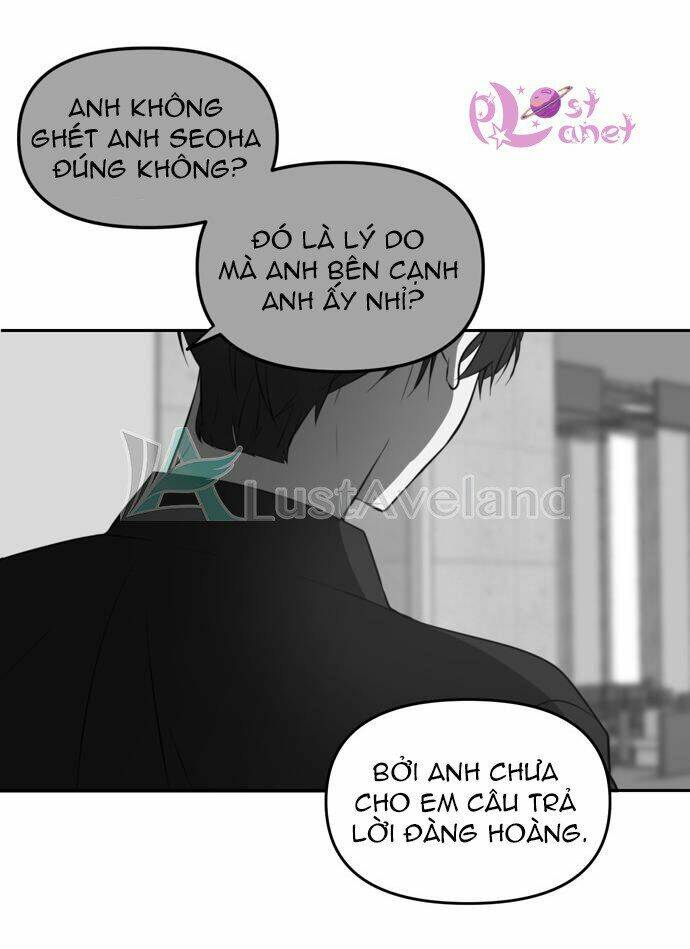 Lost
Planet
ANH KHÔNG
GHÉT ANH SEOHA
ĐÚNG KHÔNG?
ĐÓ LÀ LÝ DO
MÀ ANH BÊN CẠNH
ANH ẤY NHỈ?
LA LustAveland
BỞI ANH CHƯA
CHO EM CÂU TRẢ
LỜI ĐÀNG HOÀNG.